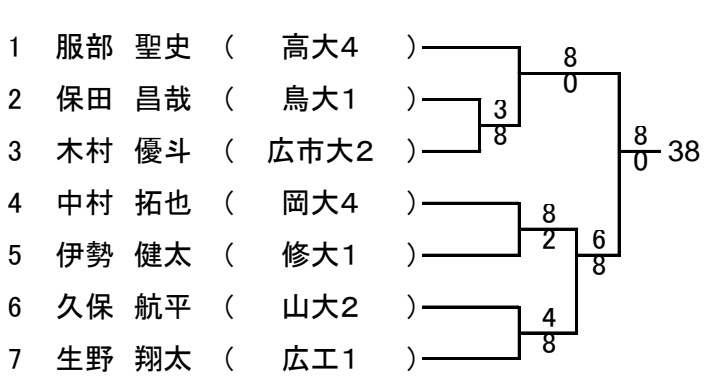 1 服部 聖史 ( 高大4 )
8
0
2 保田 昌哉 ( 鳥大1 )
3
8
3 木村 優斗 ( 広市大2 )
8
0
38
4 中村 拓也 ( 岡大4 )
8
2
5 伊勢 健太 ( 修大1 )
6
8
6 久保 航平 ( 山大2 )
4
8
7 生野 翔太 ( 広工1 )